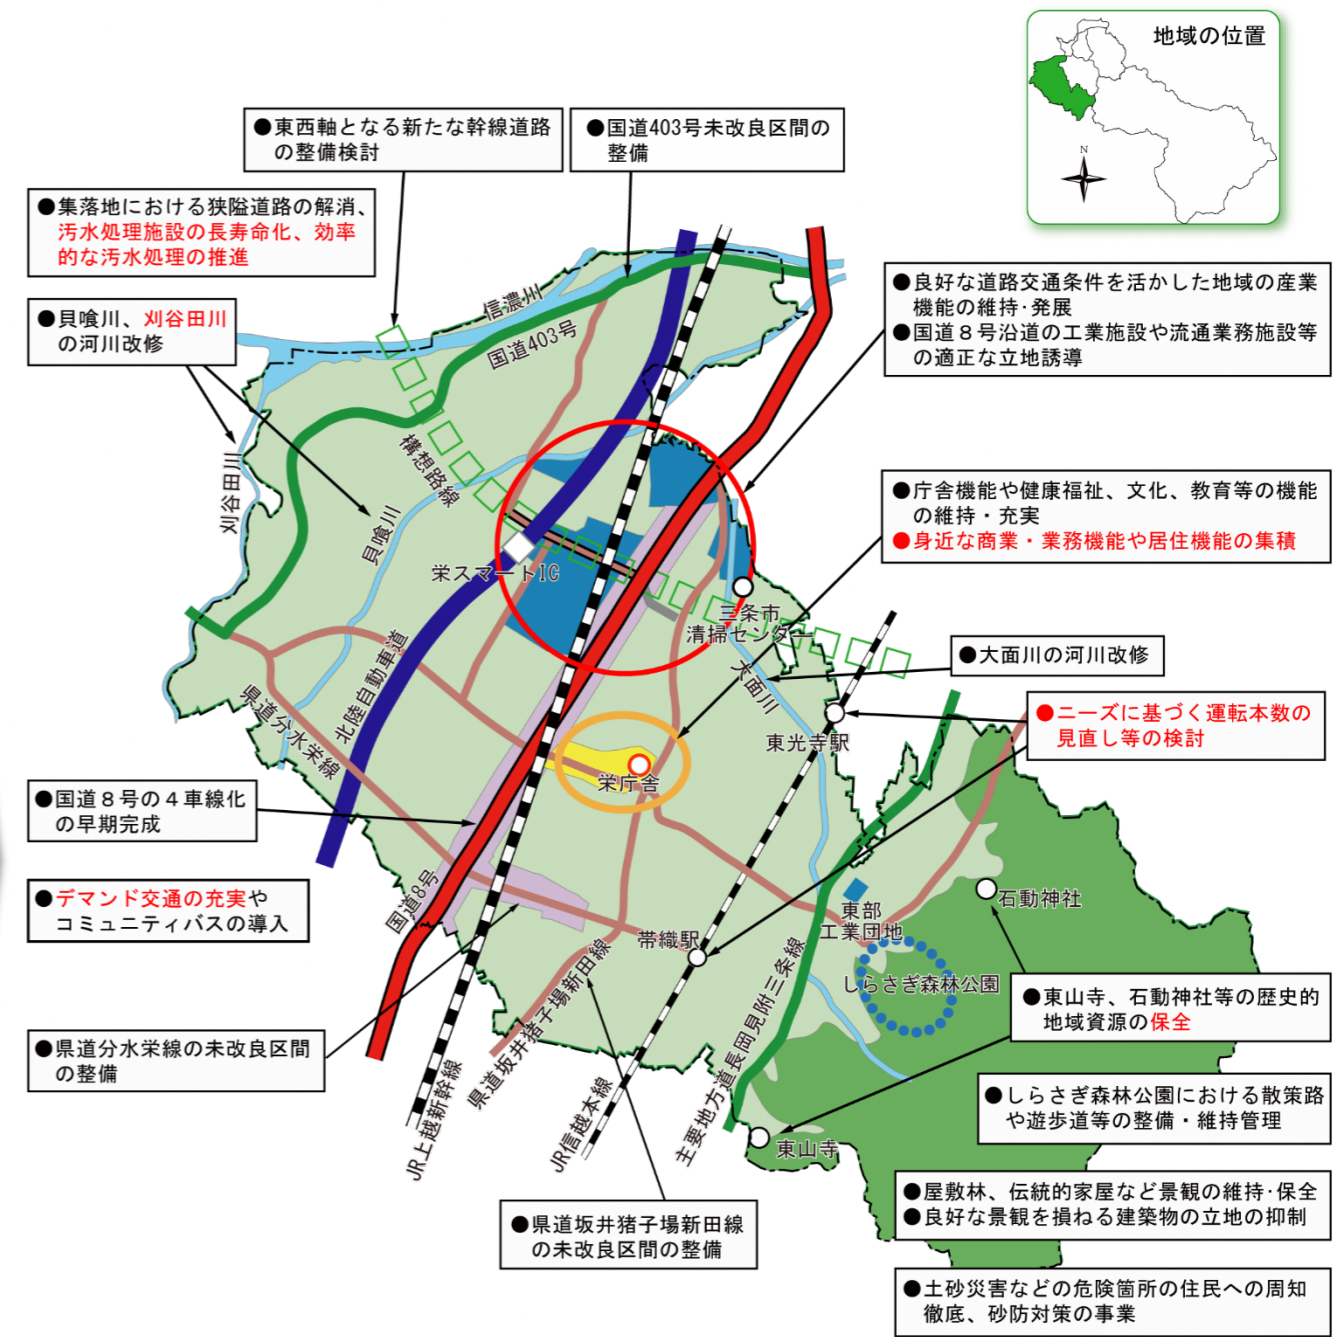 地域の位置
N
●東西軸となる新たな幹線道路
の整備検討
●国道403号未改良区間の
整備
●集落地における狭隘道路の解消、
汚水処理施設の長寿命化、効率
的な汚水処理の推進
●貝喰川、刈谷田川
の河川改修
●良好な道路交通条件を活かした地域の産業
機能の維持・発展
●国道８号沿道の工業施設や流通業務施設等
の適正な立地誘導
●庁舎機能や健康福祉、文化、教育等の機能
の維持・充実
●身近な商業・業務機能や居住機能の集積
●大面川の河川改修
●ニーズに基づく運転本数の
見直し等の検討
●国道８号の４車線化
の早期完成
●デマンド交通の充実や
コミュニティバスの導入
●県道分水栄線の未改良区間
の整備
●東山寺、石動神社等の歴史的
地域資源の保全
●しらさぎ森林公園における散策路
や遊歩道等の整備・維持管理
●屋敷林、伝統的家屋など景観の維持・保全
●良好な景観を損ねる建築物の立地の抑制
●県道坂井猪子場新田線
の未改良区間の整備
●土砂災害などの危険箇所の住民への周知
徹底、砂防対策の事業
信濃州
国道403号
構想路線
刈谷田川
貝喰川
栄スマートIC
三条市
清掃センター
大面川
北陸自動車道
県道分水栄線
東光寺駅
栄庁舎
国道8号
石動神社
東部
工業団地
帯織駅
しらさぎ森林公園
県道坂井猪子場新田線
主要地方道長岡見附三条線
JR上越新幹線
JR信越本線
東山寺